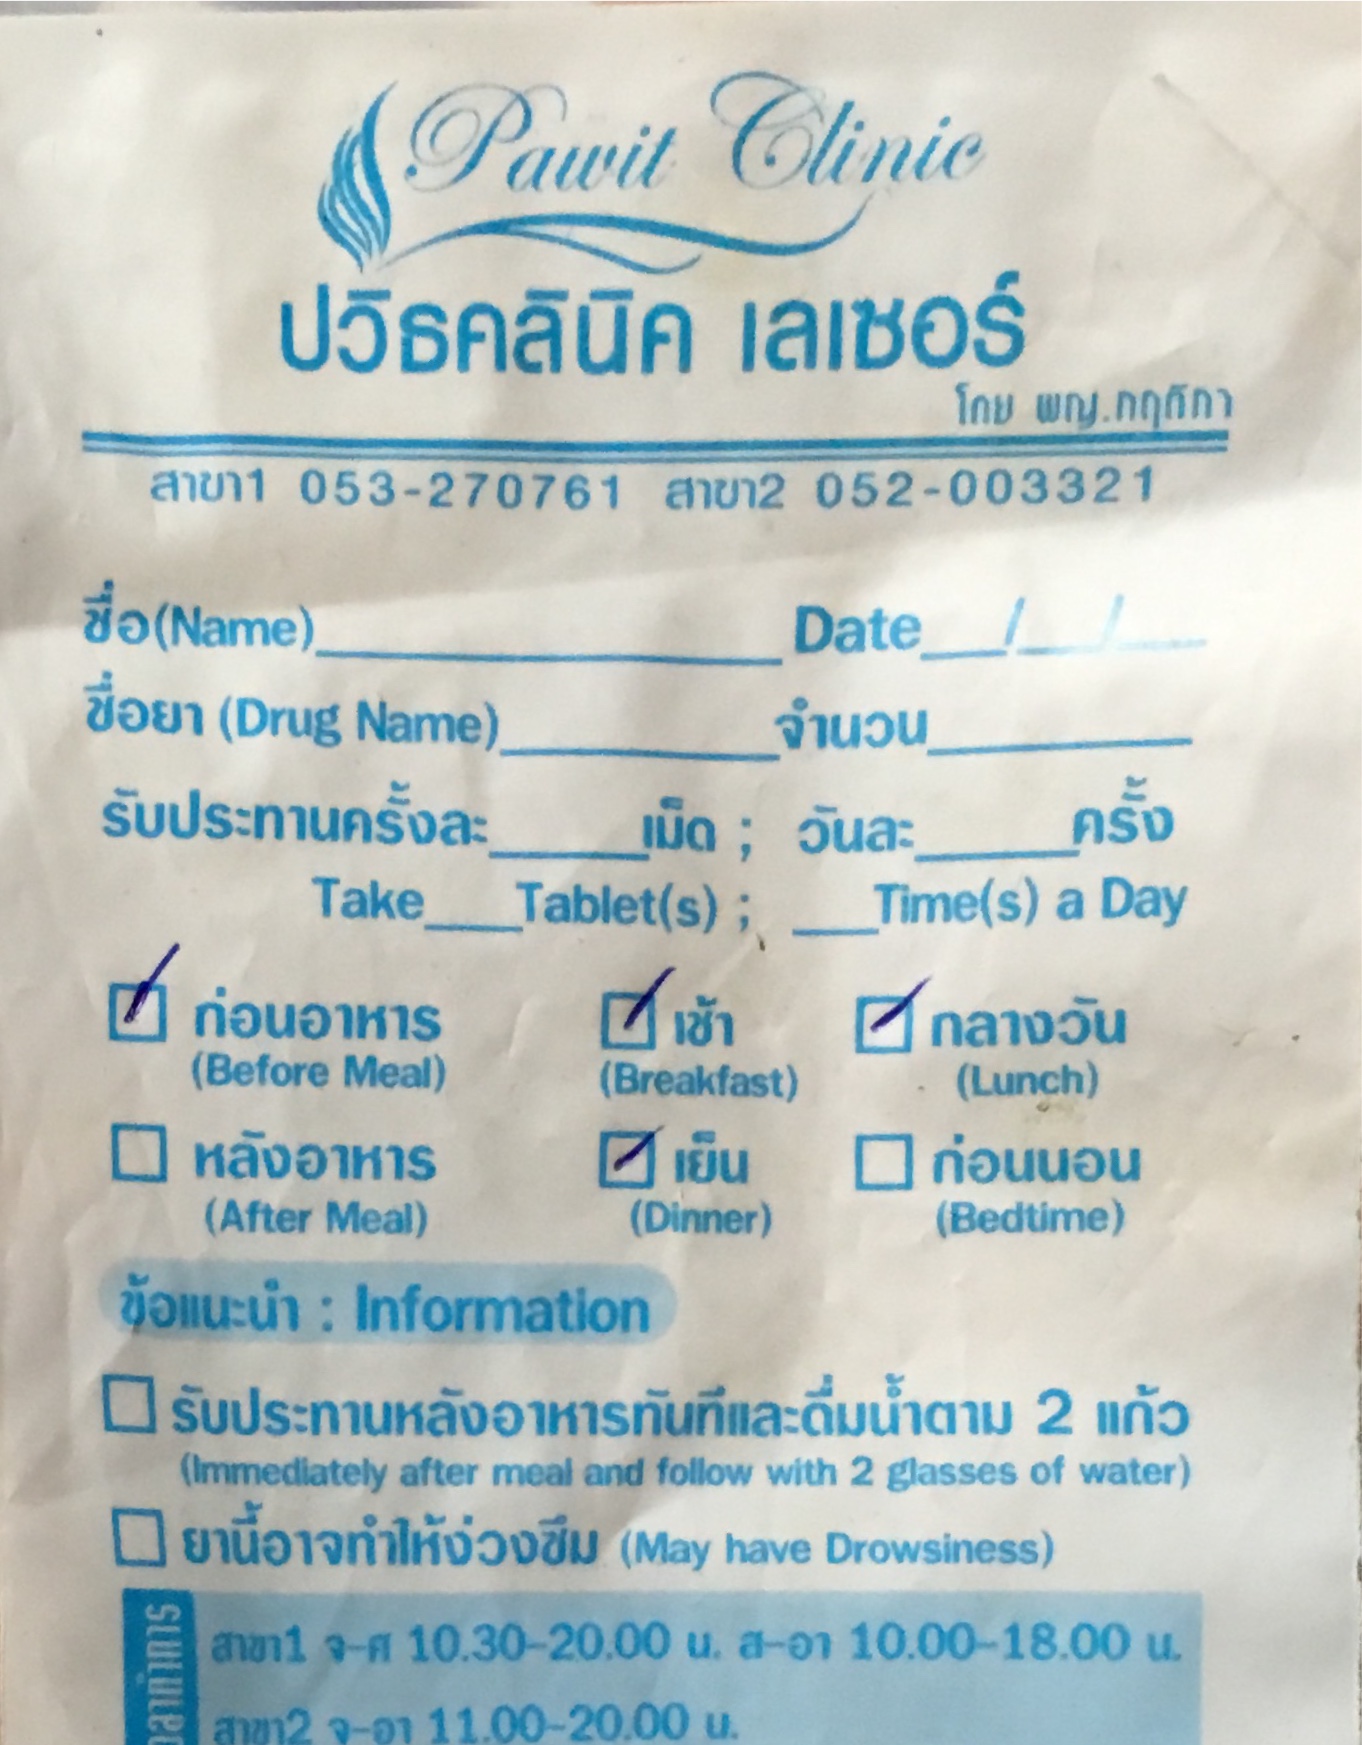 Pawit Clinic
ปวิธคลินิค เลเซอร์
โดย พญ.กฤติกา
สาขา1 053-270761 สาขา2 052-003321
ชื่อ(Name)__________ Date__/__/__
ชื่อยา (Drug Name)__________จำนวน__________
รับประทานครั้งละ_____เม็ด ; วันละ_____ครั้ง
Take___Tablet(s) ; ___Time(s) a Day
ก่อนอาหาร เช้า กลางวัน
(Before Meal) (Breakfast) (Lunch)
หลังอาหาร เย็น ก่อนนอน
(After Meal) (Dinner) (Bedtime)
ข้อแนะนำ : Information
รับประทานหลังอาหารทันทีและดื่มน้ำตาม 2 แก้ว
(Immediately after meal and follow with 2 glasses of water)
ยานี้อาจทำให้ง่วงซึม (May have Drowsiness)
สาขา1 จ-ศ 10.30-20.00 น. ส-อา 10.00-18.00 น.
สาขา2 จ-อา 11.00-20.00 น.